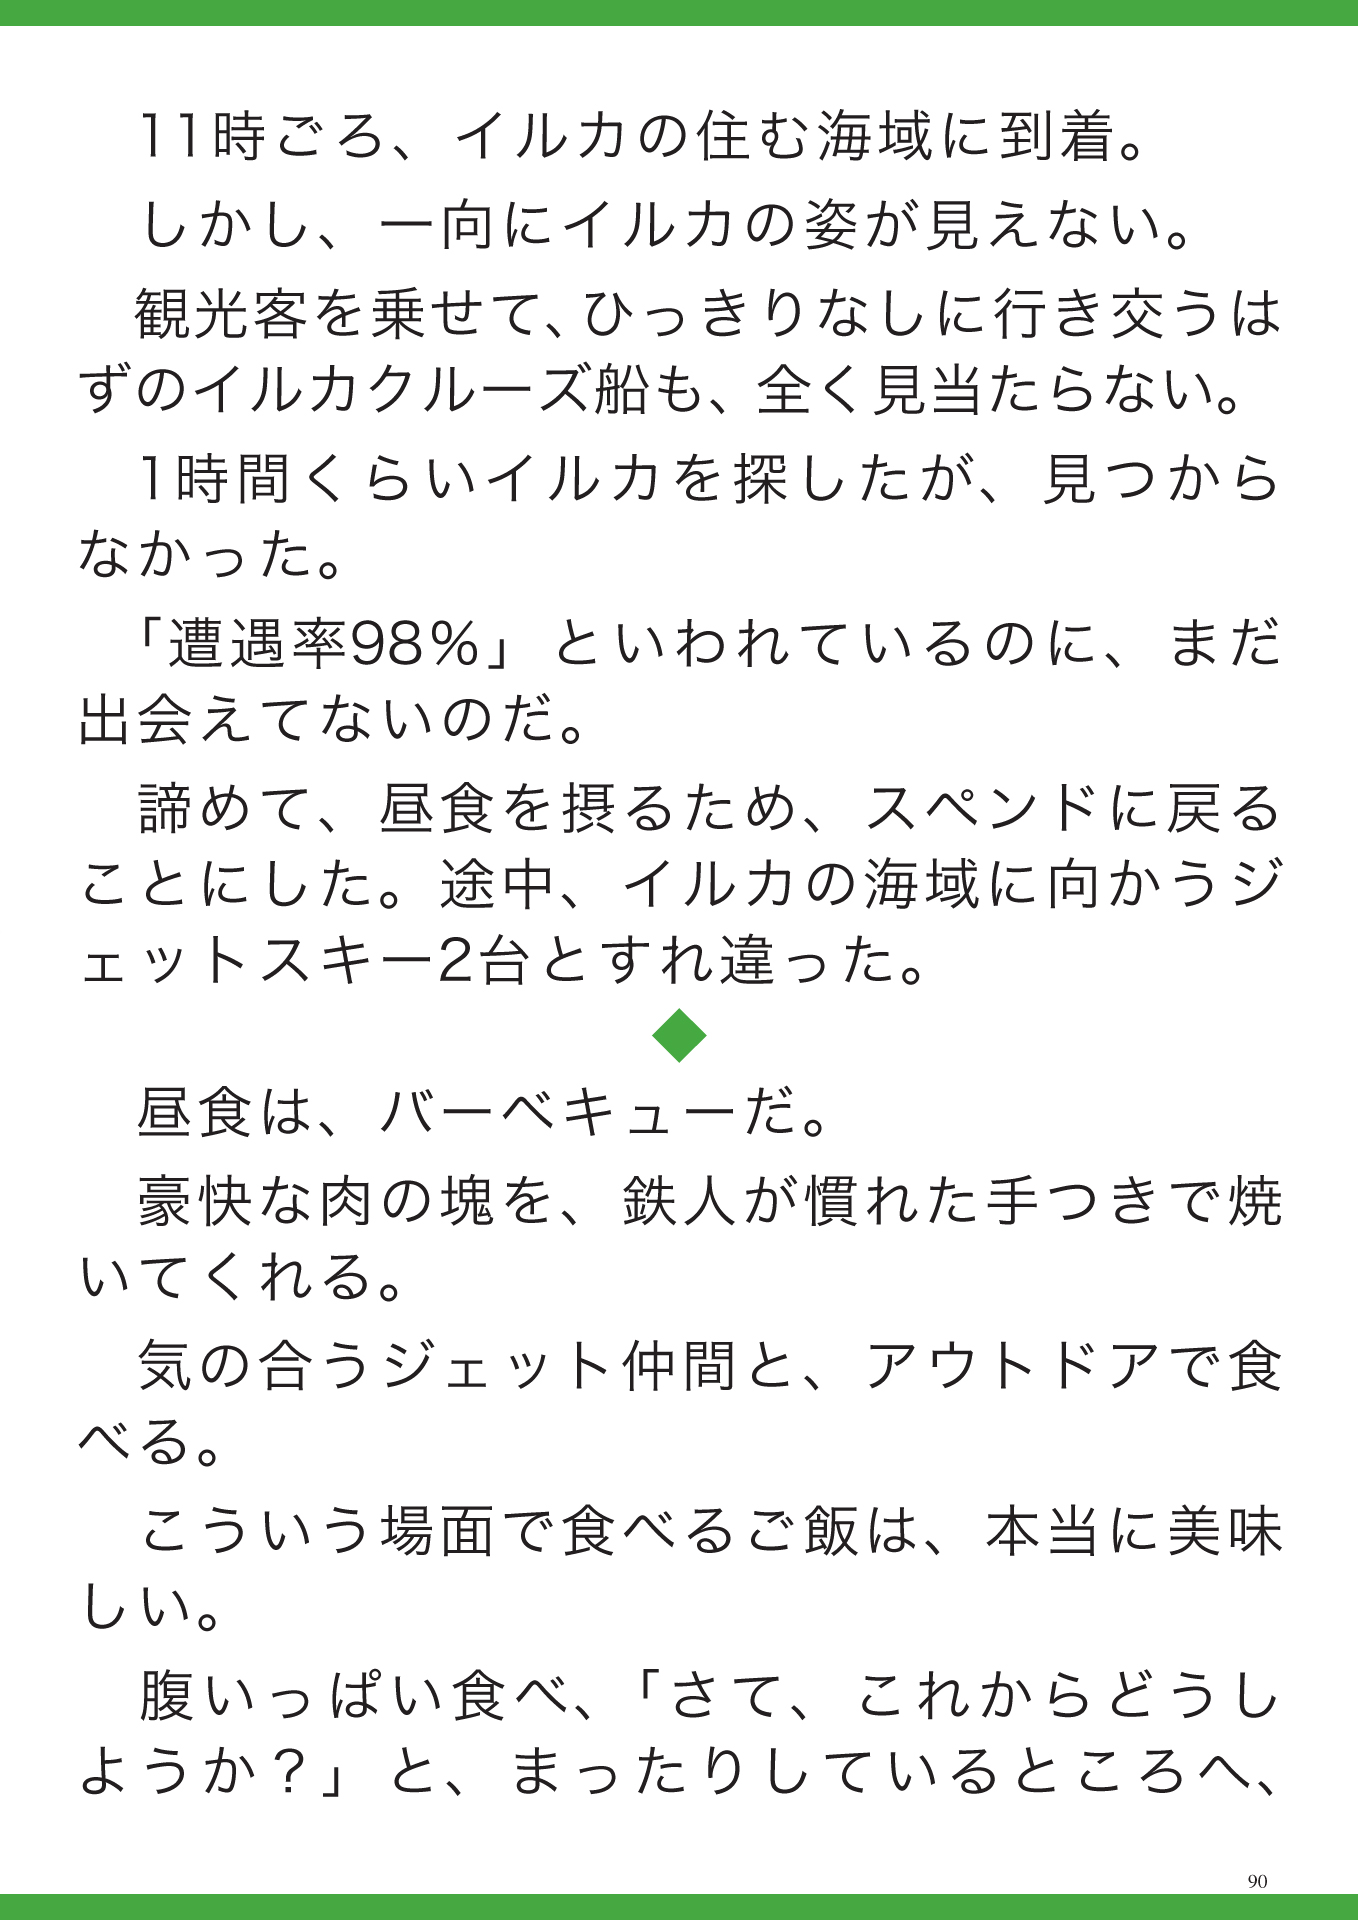 11時ごろ、イルカの住む海域に到着。
しかし、一向にイルカの姿が見えない。
観光客を乗せて、ひっきりなしに行き交うは
ずのイルカクルーズ船も、全く見当たらない。
1時間くらいイルカを探したが、見つから
なかった。
「遭遇率98％」といわれているのに、まだ
出会えてないのだ。
諦めて、昼食を摂るため、スペンドに戻る
ことにした。途中、イルカの海域に向かうジ
ェットスキー2台とすれ違った。
◆
昼食は、バーベキューだ。
豪快な肉の塊を、鉄人が慣れた手つきで焼
いてくれる。
気の合うジェット仲間と、アウトドアで食
べる。
こういう場面で食べるご飯は、本当に美味
しい。
腹いっぱい食べ、「さて、これからどうし
ようか？」と、まったりしているところへ、
90